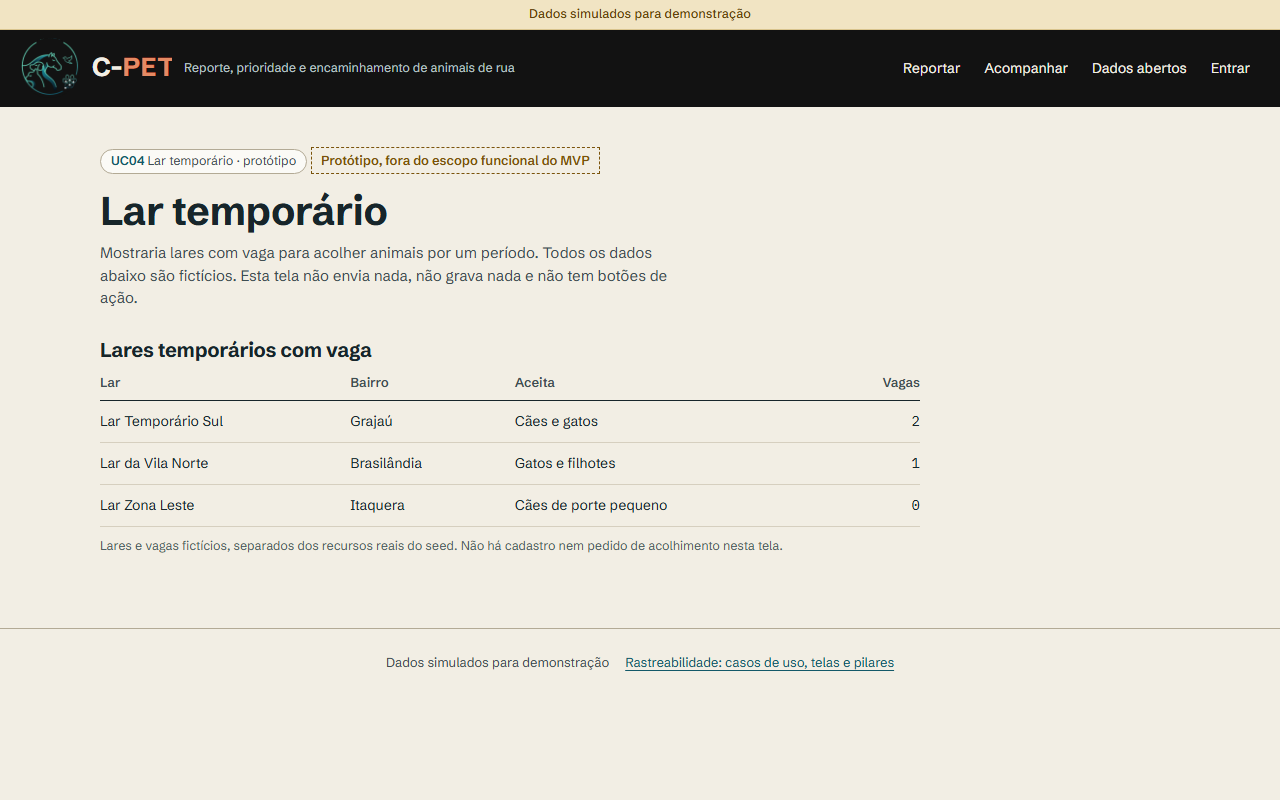 Dados simulados para demonstração
C-PET Reporte, prioridade e encaminhamento de animais de rua Reportar Acompanhar Dados abertos Entrar
UC04 Lar temporário · protótipo Protótipo, fora do escopo funcional do MVP
Lar temporário
Mostraria lares com vaga para acolher animais por um período. Todos os dados
abaixo são fictícios. Esta tela não envia nada, não grava nada e não tem botões de
ação.
Lares temporários com vaga
Lar Bairro Aceita Vagas
Lar Temporário Sul Grajaú Cães e gatos 2
Lar da Vila Norte Brasilândia Gatos e filhotes 1
Lar Zona Leste Itaquera Cães de porte pequeno 0
Lares e vagas fictícios, separados dos recursos reais do seed. Não há cadastro nem pedido de acolhimento nesta tela.
Dados simulados para demonstração Rastreabilidade: casos de uso, telas e pilares